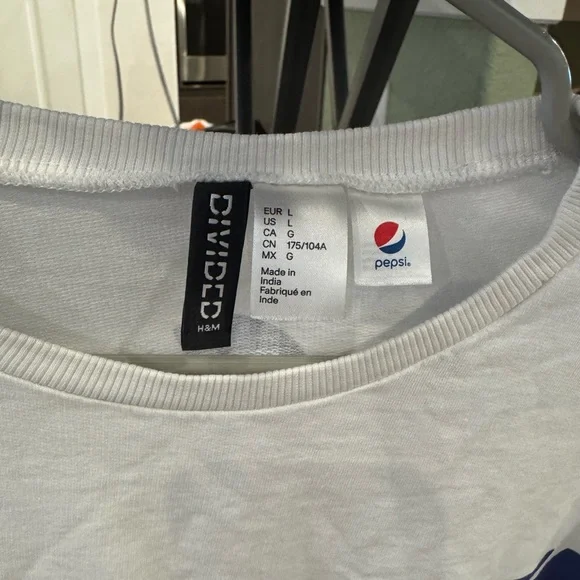 DIVIDED
H&M
EUR L
US L
CA G
CN 175/104A
MX G
Made in
India
Fabriqué en
Inde
pepsi